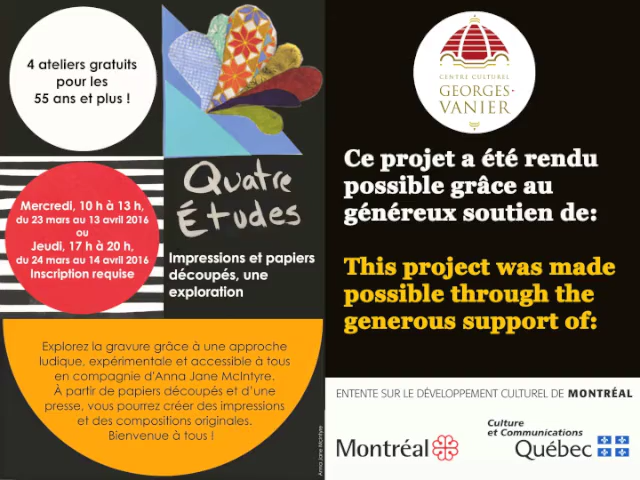 4 ateliers gratuits
pour les
55 ans et plus !
Mercredi, 10 h à 13 h,
du 23 mars au 13 avril 2016
ou
Jeudi, 17 h à 20 h,
du 24 mars au 14 avril 2016
Inscription requise
Quatre
Études
Impressions et papiers
découpés, une
exploration
Explorez la gravure grâce à une approche
ludique, expérimentale et accessible à tous
en compagnie d'Anna Jane McIntyre.
À partir de papiers découpés et d'une
presse, vous pourrez créer des impressions
et des compositions originales.
Bienvenue à tous !
Anna Jane McIntyre
CENTRE CULTUREL
GEORGES-
VANIER
Ce projet a été rendu
possible grâce au
généreux soutien de:
This project was made
possible through the
generous support of:
ENTENTE SUR LE DÉVELOPPEMENT CULTUREL DE MONTRÉAL
Montréal
Culture
et Communications
Québec